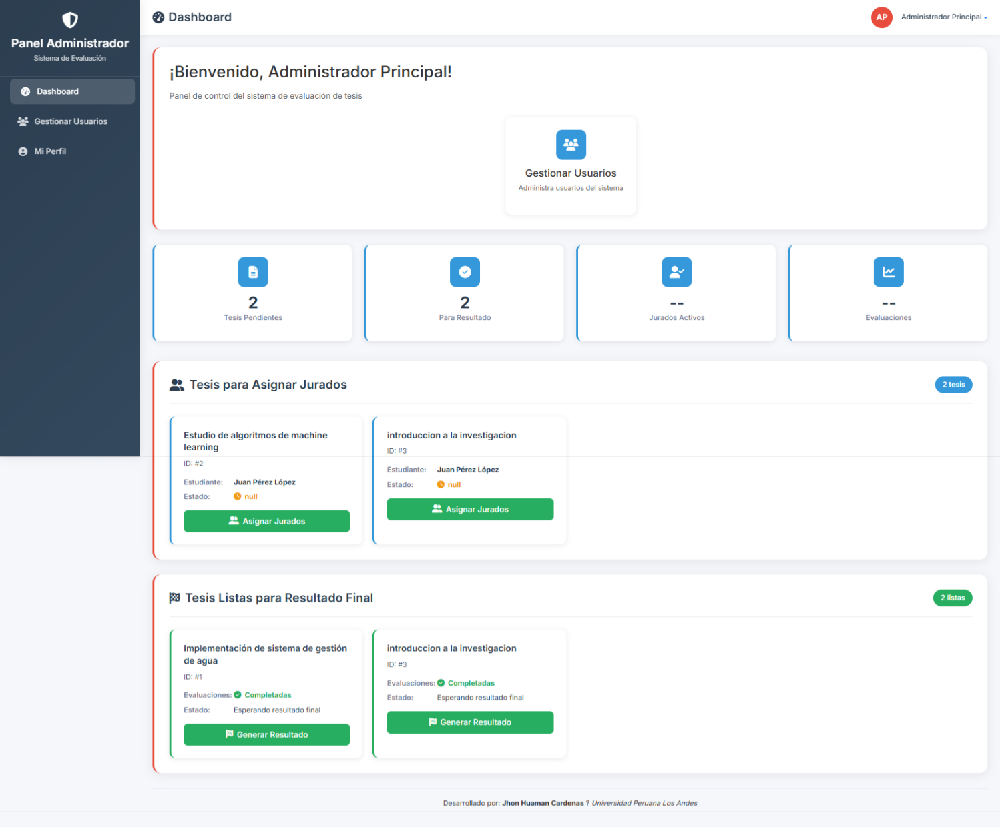 Panel Administrador
Sistema de Evaluación
Dashboard
Gestionar Usuarios
Mi Perfil
Dashboard
AP
Administrador Principal
¡Bienvenido, Administrador Principal!
Panel de control del sistema de evaluación de tesis
Gestionar Usuarios
Administra usuarios del sistema
2
Tesis Pendientes
2
Para Resultado
--
Jurados Activos
--
Evaluaciones
Tesis para Asignar Jurados
2 tesis
Estudio de algoritmos de machine
learning
ID: #2
Estudiante: Juan Pérez López
Estado: null
Asignar Jurados
introduccion a la investigacion
ID: #3
Estudiante: Juan Pérez López
Estado: null
Asignar Jurados
Tesis Listas para Resultado Final
2 listas
Implementación de sistema de gestión
de agua
ID: #1
Evaluaciones: Completadas
Estado: Esperando resultado final
Generar Resultado
introduccion a la investigacion
ID: #3
Evaluaciones: Completadas
Estado: Esperando resultado final
Generar Resultado
Desarrollado por: Jhon Huaman Cardenas ? Universidad Peruana Los Andes